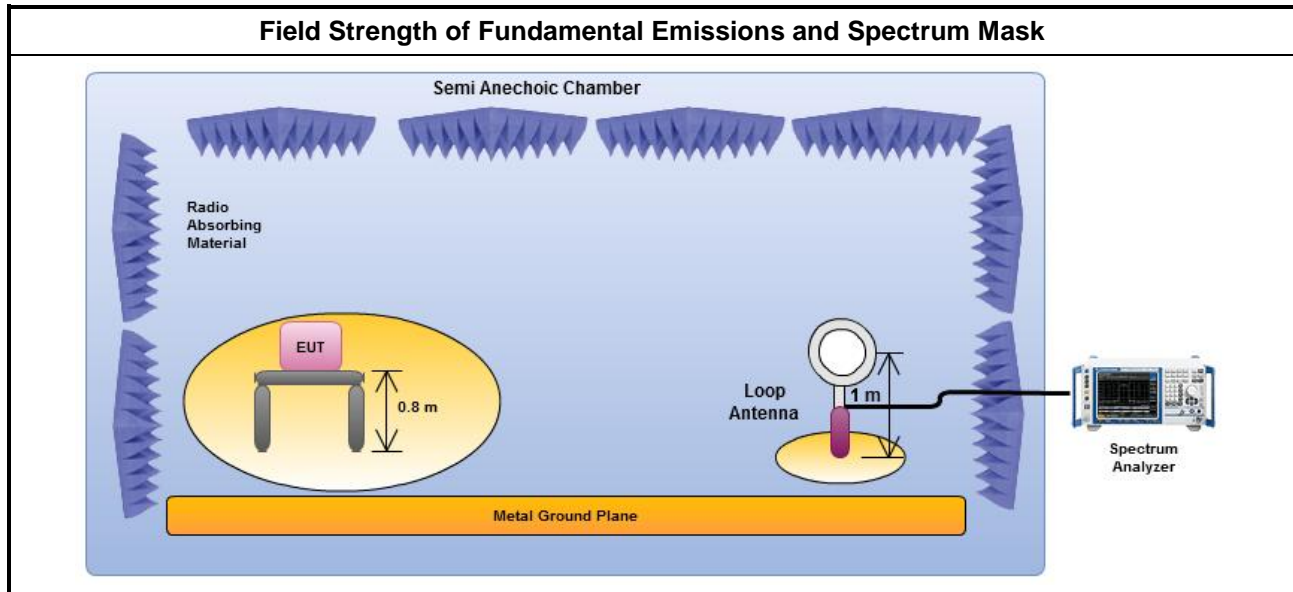 Field Strength of Fundamental Emissions and Spectrum Mask
Semi Anechoic Chamber
Radio
Absorbing
Material
EUT
0.8 m
Loop
Antenna
1 m
Spectrum
Analyzer
Metal Ground Plane